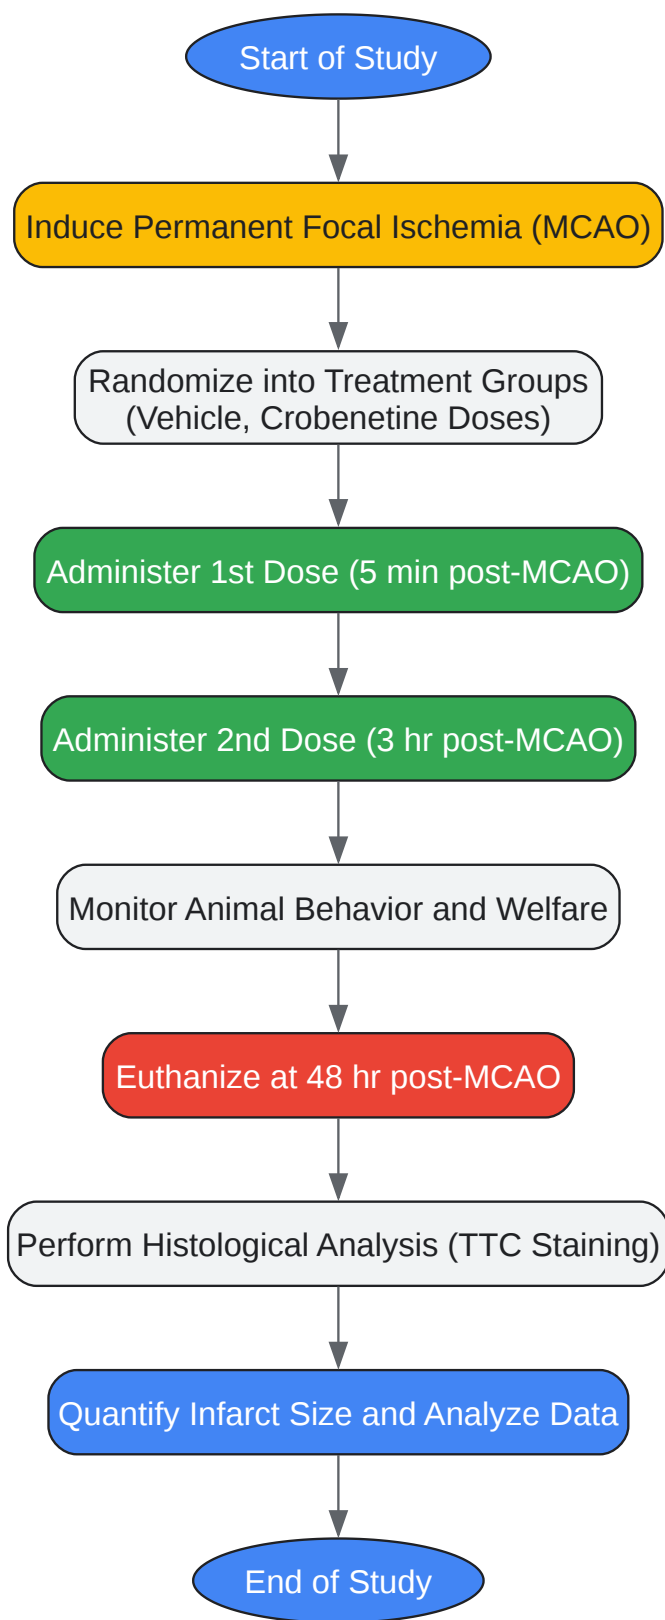 Start of Study
Induce Permanent Focal Ischemia (MCAO)
Randomize into Treatment Groups
(Vehicle, Crobenetine Doses)
Administer 1st Dose (5 min post-MCAO)
Administer 2nd Dose (3 hr post-MCAO)
Monitor Animal Behavior and Welfare
Euthanize at 48 hr post-MCAO
Perform Histological Analysis (TTC Staining)
Quantify Infarct Size and Analyze Data
End of Study